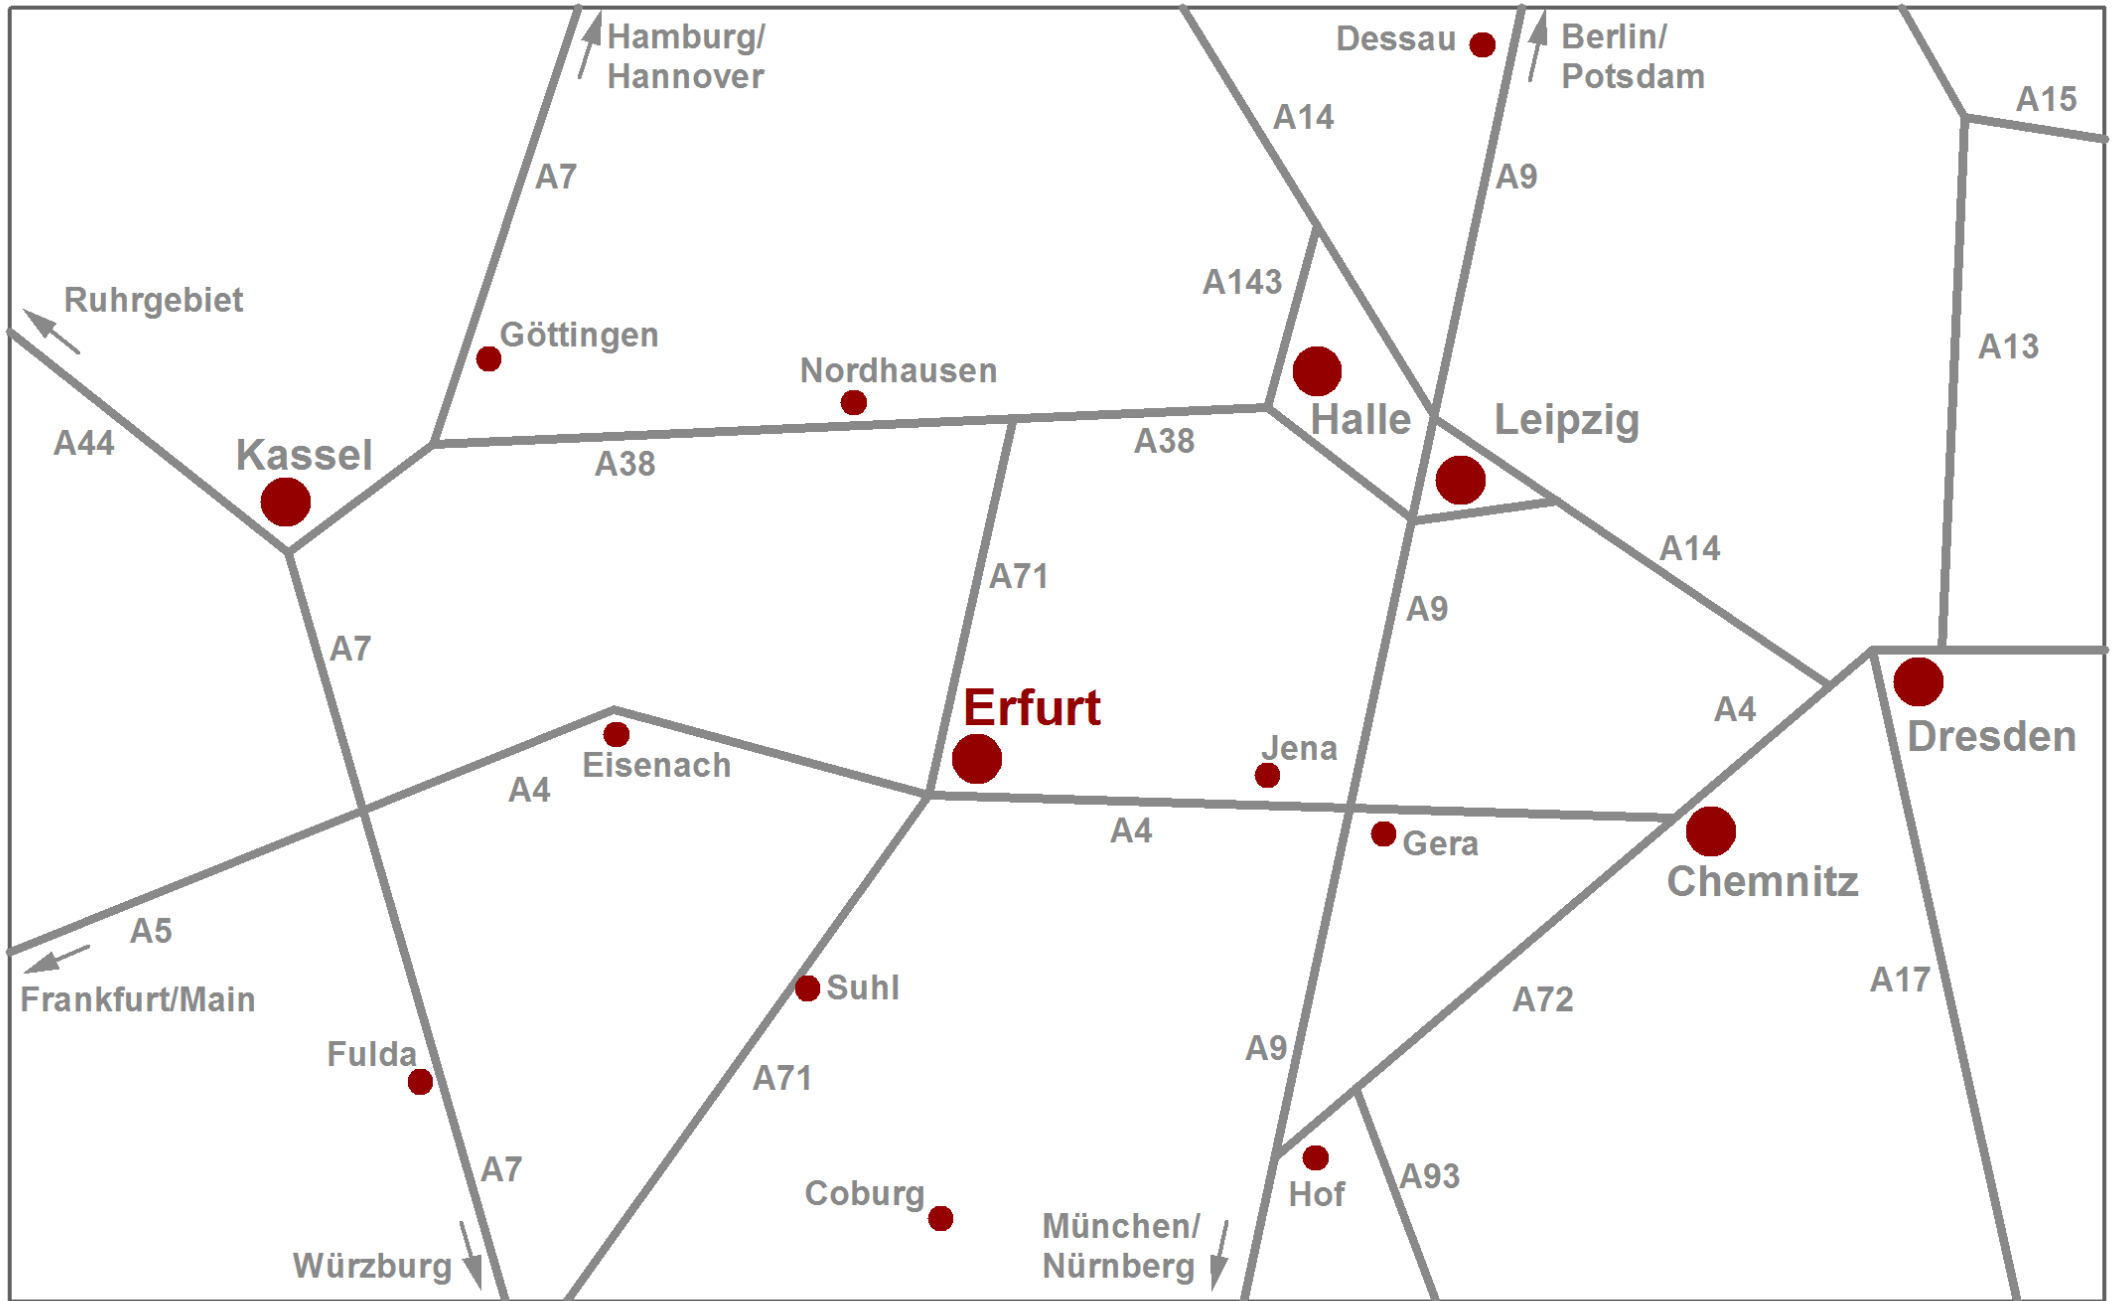 Hamburg/
Hannover
Dessau
Berlin/
Potsdam
A15
A14
A7
A9
A143
Ruhrgebiet
Göttingen
A13
Nordhausen
Halle
Leipzig
A44
Kassel
A38
A38
A14
A71
A9
A7
Erfurt
A4
Dresden
Jena
Eisenach
A4
A4
Gera
Chemnitz
A5
A17
Suhl
Frankfurt/Main
A72
Fulda
A9
A71
A7
A93
Coburg
Hof
München/
Nürnberg
Würzburg